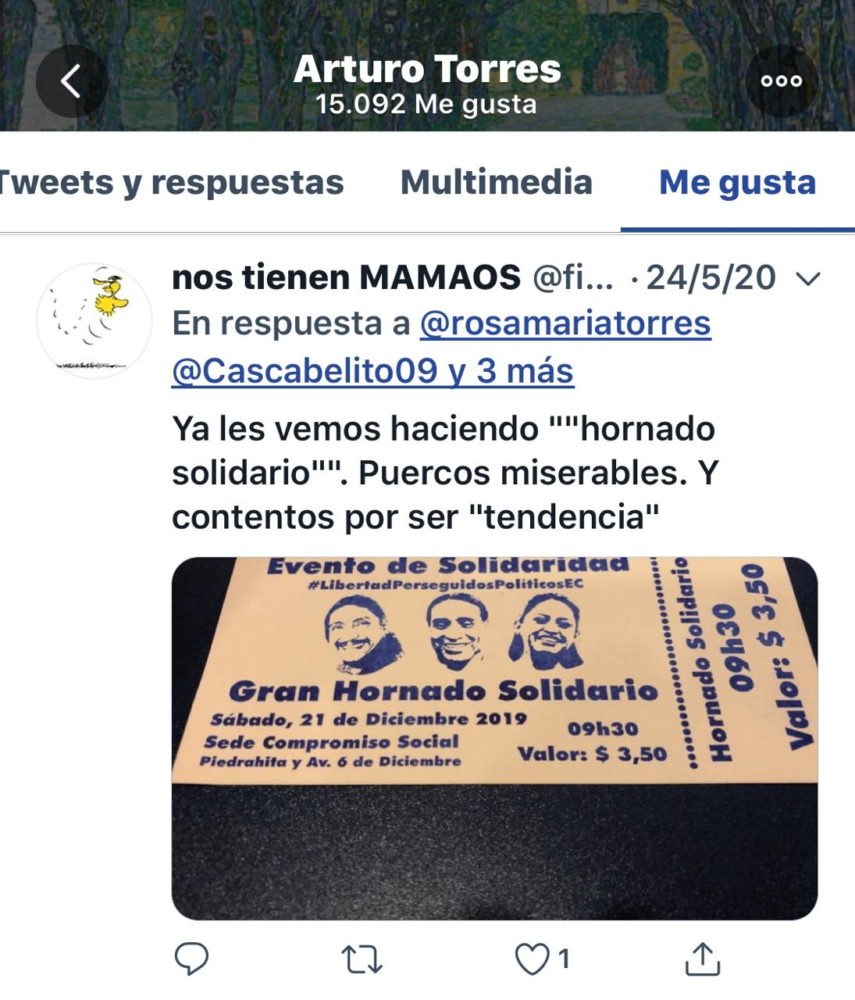 Arturo Torres
15.092 Me gusta
Tweets y respuestas Multimedia Me gusta
nos tienen MAMAOS @fi... · 24/5/20
En respuesta a @rosamariatorres
@Cascabelito09 y 3 más
Ya les vemos haciendo ""hornado
solidario"". Puercos miserables. Y
contentos por ser "tendencia"
Evento de Solidaridad
#LibertadPerseguidosPolíticosEC
Gran Hornado Solidario
Sábado, 21 de Diciembre 2019
09h30
Sede Compromiso Social
Valor: $ 3,50
Piedrahita y Av. 6 de Diciembre
Hornado Solidario
09h30
Valor: $ 3,50
1